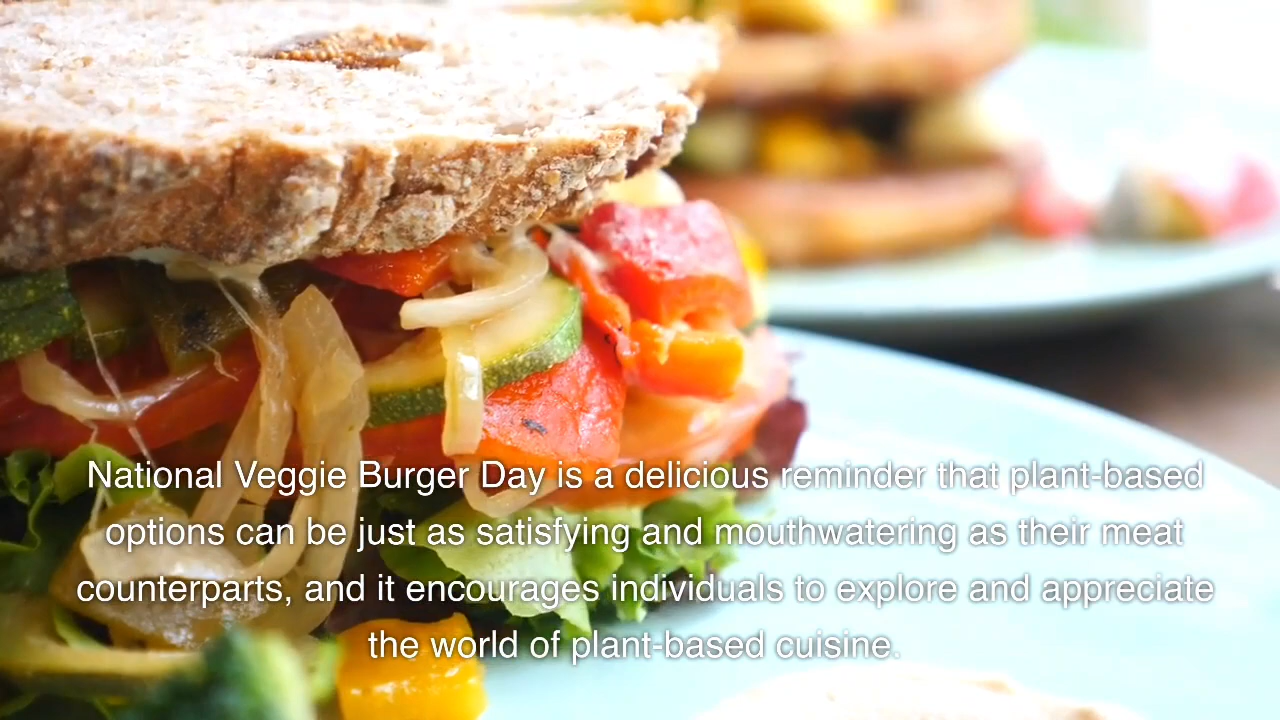 National Veggie Burger Day is a delicious reminder that plant-based
options can be just as satisfying and mouthwatering as their meat
counterparts, and it encourages individuals to explore and appreciate
the world of plant-based cuisine.